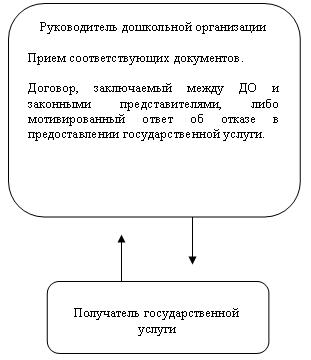 Руководитель дошкольной организации
Прием соответствующих документов.
Договор, заключаемый между ДО и
законными представителями, либо
мотивированный ответ об отказе в
предоставлении государственной услуги.
Получатель государственной
услуги